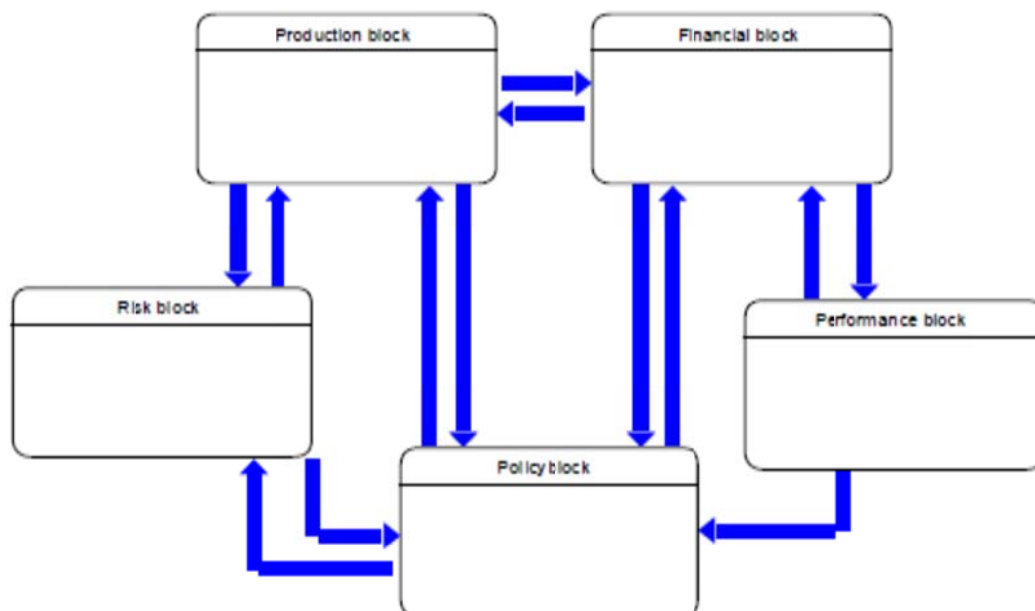 Production block
Financial block
Risk block
Performance block
Policy block